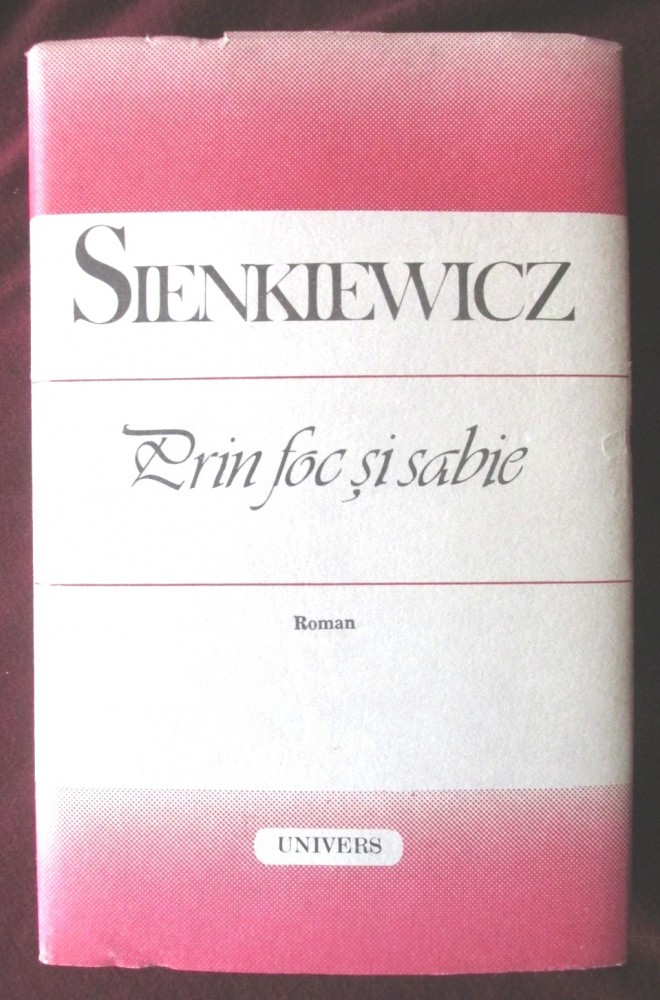 SIENKIEWICZ
Prin foc și sabie
Roman
UNIVERS